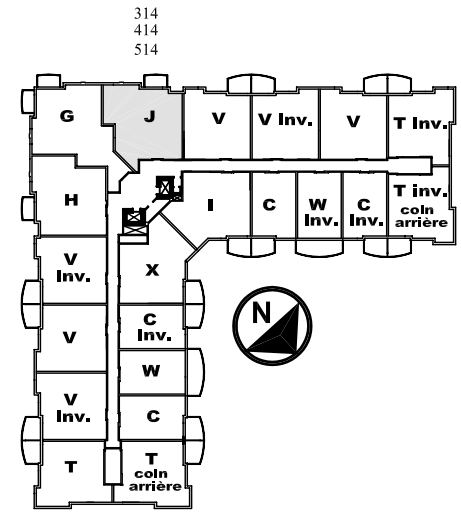 314
414
514
G
J
V
V Inv.
V
T Inv.
H
I
C
W
Inv.
C
Inv.
T inv.
coin
arrière
V
Inv.
X
N
V
C
Inv.
W
V
Inv.
C
T
T
coin
arrière